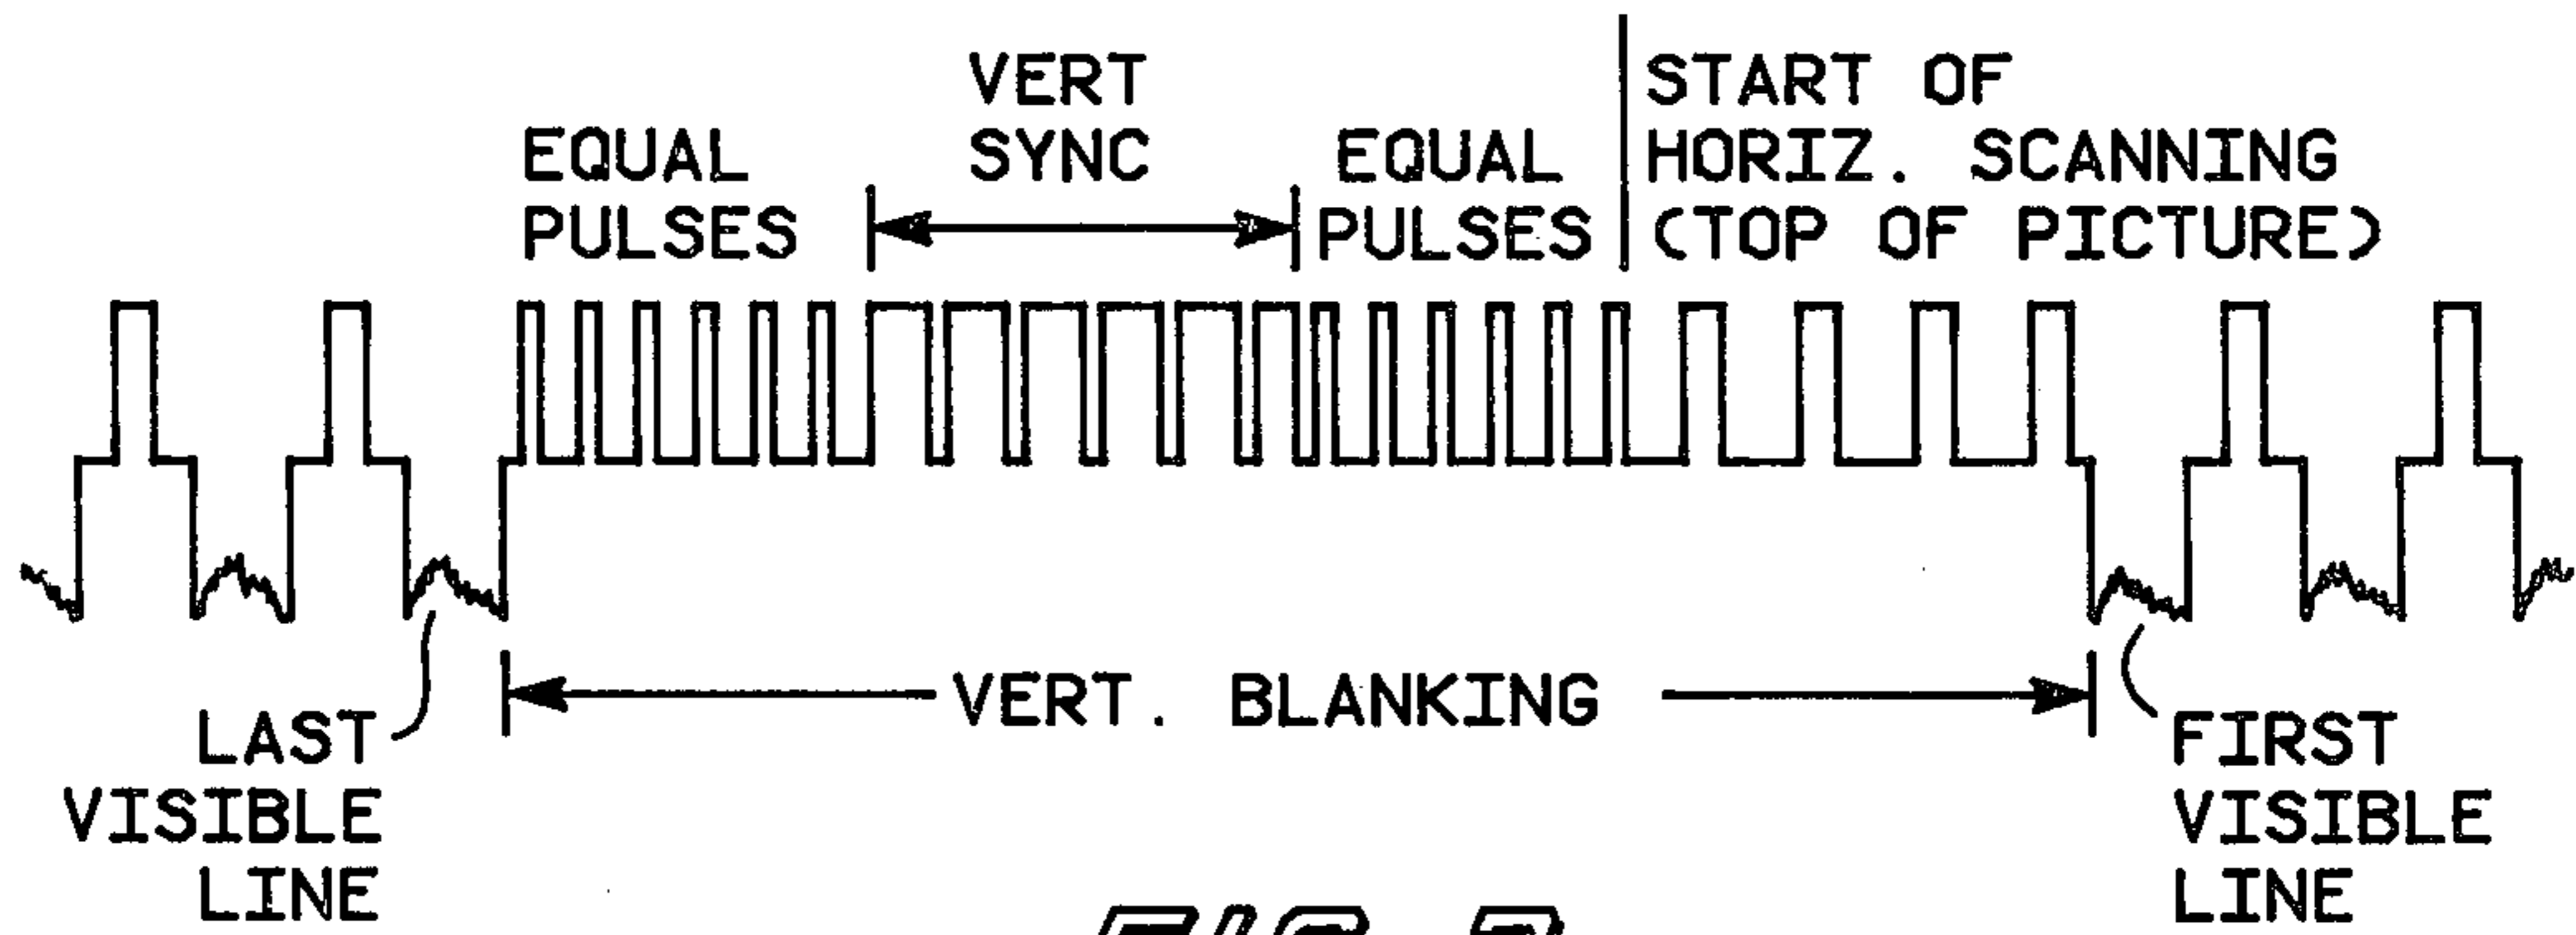 VERT
SYNC
EQUAL
PULSES
EQUAL
PULSES
START OF
HORIZ. SCANNING
(TOP OF PICTURE)
VERT. BLANKING
LAST
VISIBLE
LINE
FIRST
VISIBLE
LINE